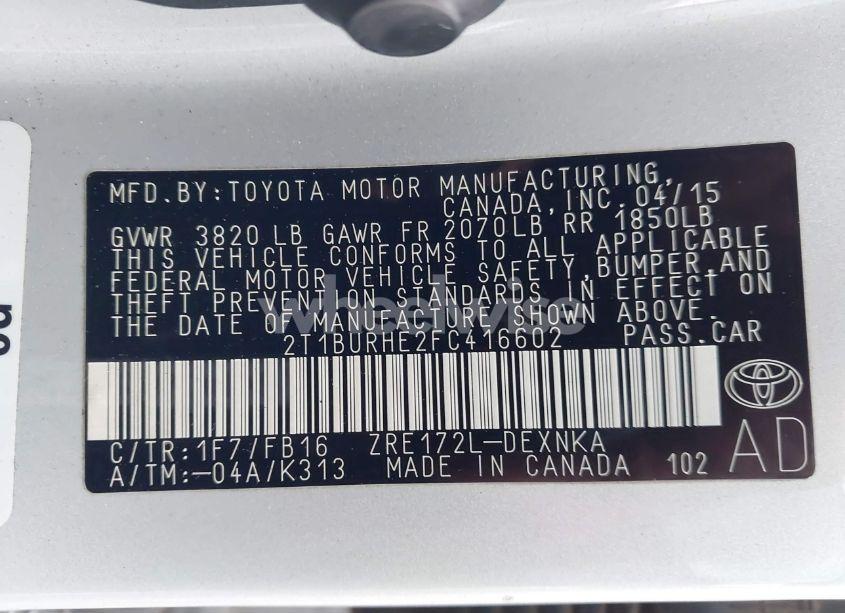 MFD.BY:TOYOTA MOTOR MANUFACTURING,
CANADA,INC. 04/15
GVWR 3820 LB GAWR FR 2070LB RR 1850LB
THIS VEHICLE CONFORMS TO ALL APPLICABLE
FEDERAL MOTOR VEHICLE SAFETY,BUMPER,AND
THEFT PREVENTION STANDARDS IN EFFECT ON
THE DATE OF MANUFACTURE SHOWN ABOVE.
2T1BURHE2FC416602 PASS.CAR
C/TR:1F7/FB16 ZRE172L-DEXNKA
A/TM:-04A/K313 MADE IN CANADA 102 AD